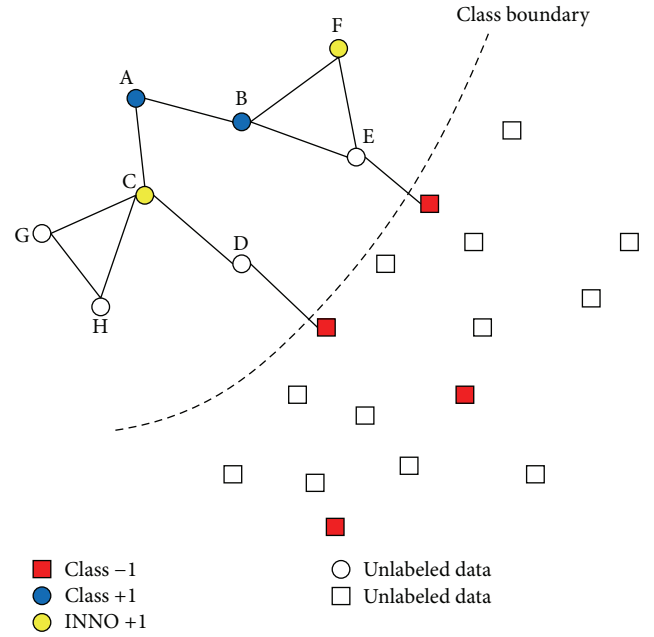 Class boundary
F
A
B
E
C
G
D
H
Class −1
Class +1
INNO +1
Unlabeled data
Unlabeled data